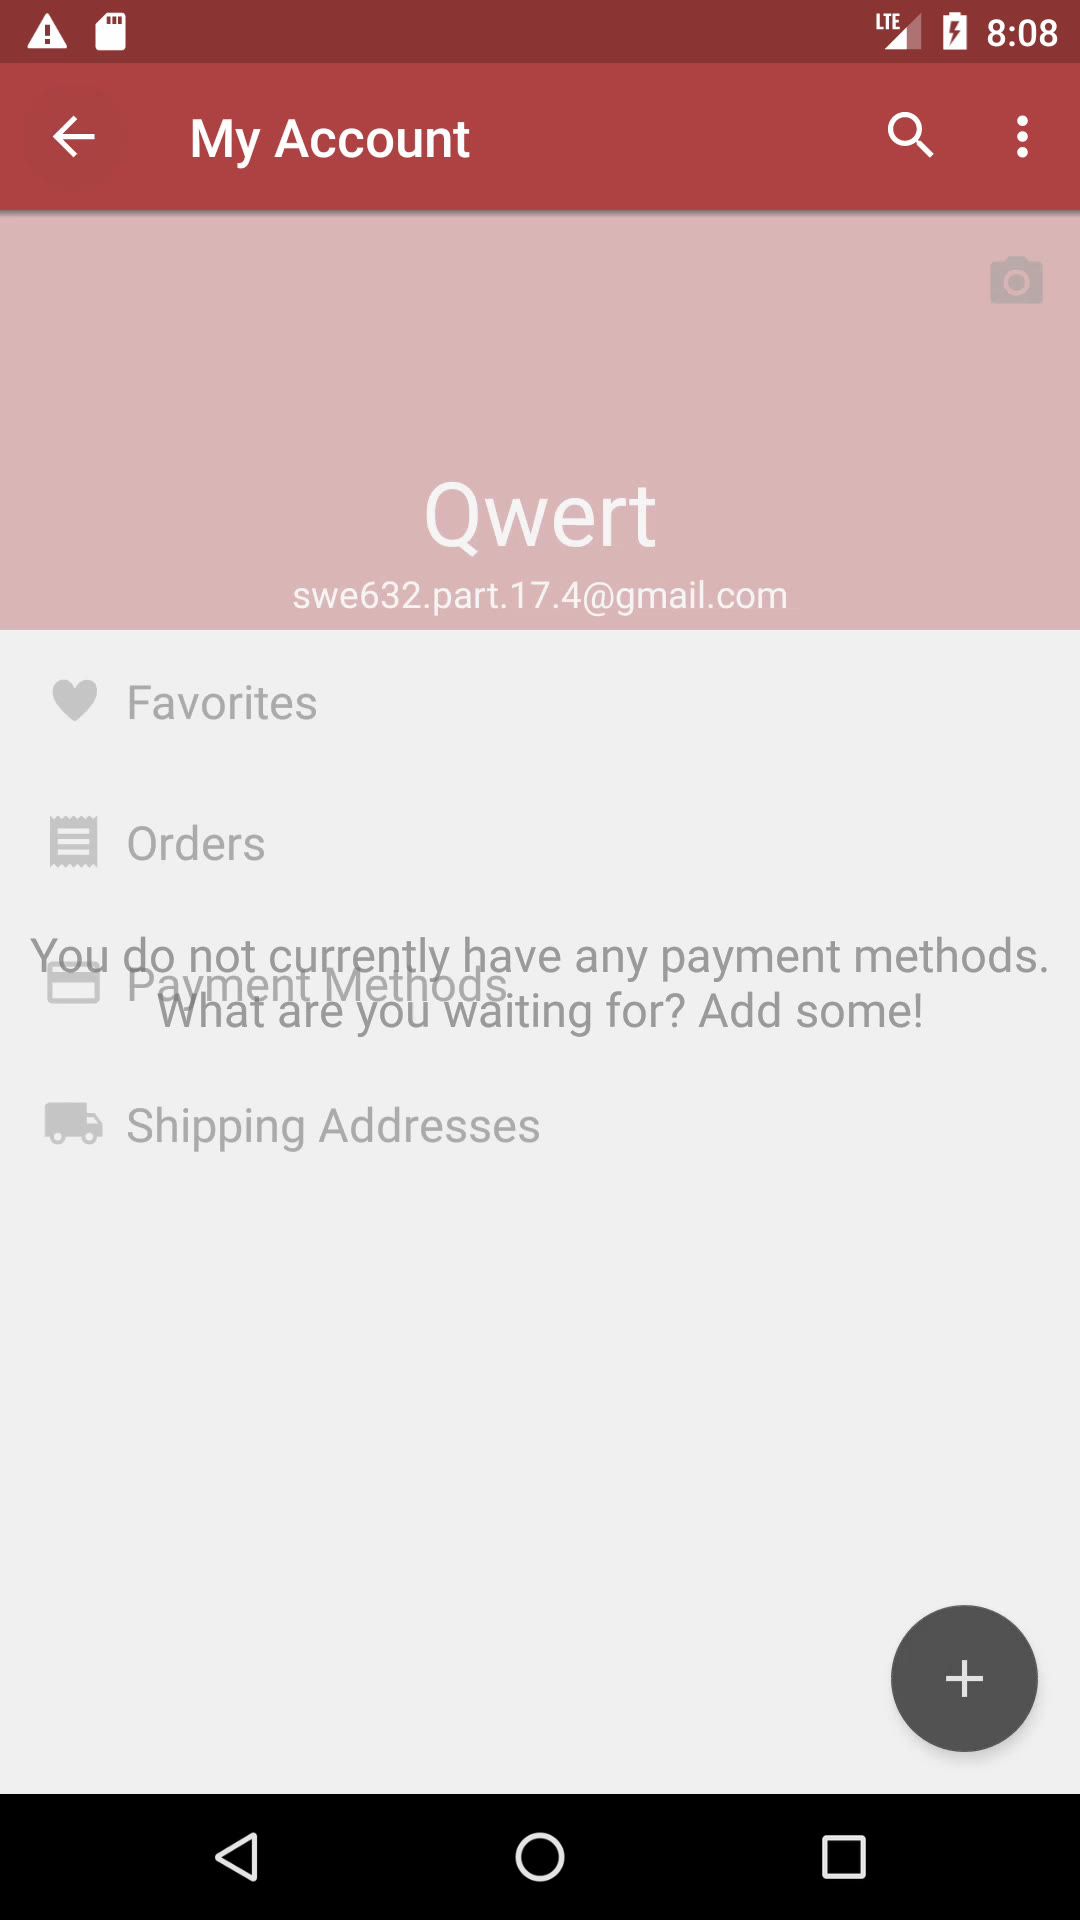 LTE 8:08
My Account
Qwert
swe632.part.17.4@gmail.com
Favorites
Orders
You do not currently have any payment methods.
Payment Methods
What are you waiting for? Add some!
Shipping Addresses